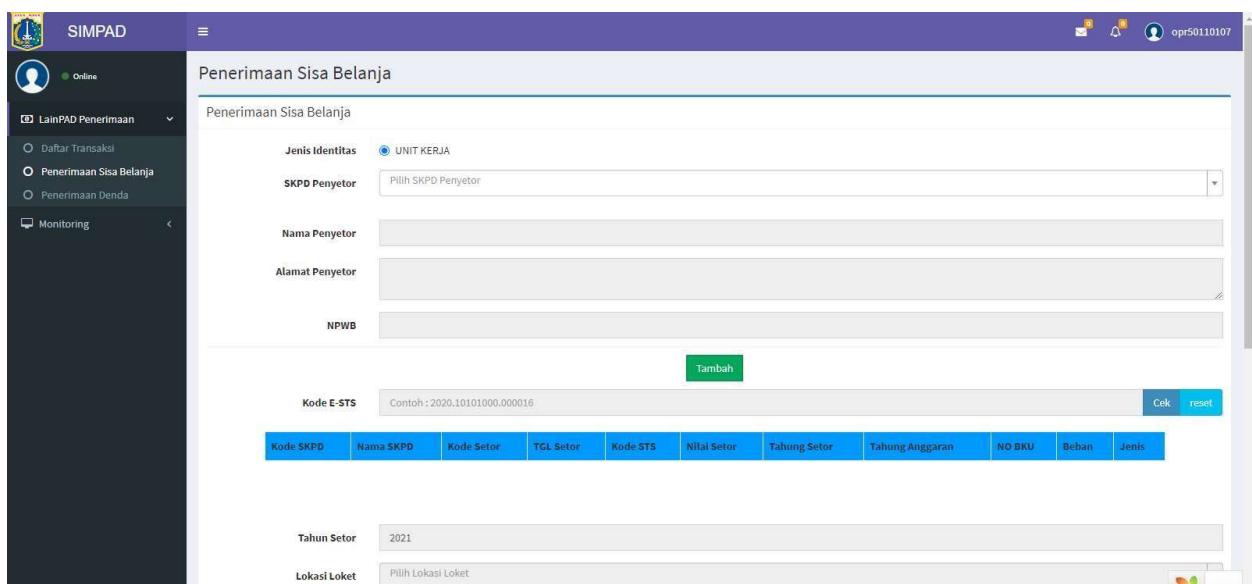 SIMPAD
0
0
opr50110107
Online
LainPAD Penerimaan
Daftar Transaksi
Penerimaan Sisa Belanja
Penerimaan Denda
Monitoring
Penerimaan Sisa Belanja
Penerimaan Sisa Belanja
Jenis Identitas UNIT KERJA
SKPD Penyetor Pilih SKPD Penyetor
Nama Penyetor
Alamat Penyetor
NPWB
Tambah
Kode E-STS Contoh : 2020.10101000.000016 Cek reset
Kode SKPD Nama SKPD Kode Setor TGL Setor Kode STS Nilai Setor Tahung Setor Tahung Anggaran NO BKU Beban Jenis
Tahun Setor 2021
Lokasi Loket Pilih Lokasi Loket